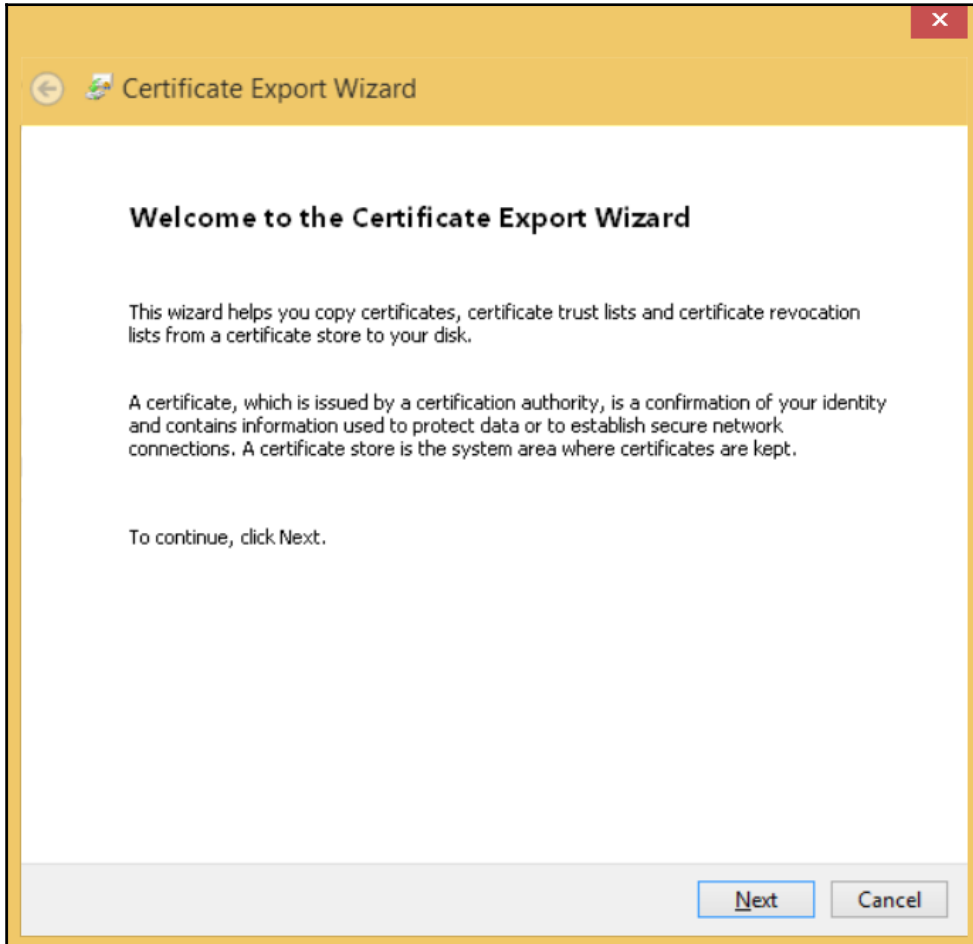 Certificate Export Wizard
Welcome to the Certificate Export Wizard
This wizard helps you copy certificates, certificate trust lists and certificate revocation
lists from a certificate store to your disk.
A certificate, which is issued by a certification authority, is a confirmation of your identity
and contains information used to protect data or to establish secure network
connections. A certificate store is the system area where certificates are kept.
To continue, click Next.
Next Cancel